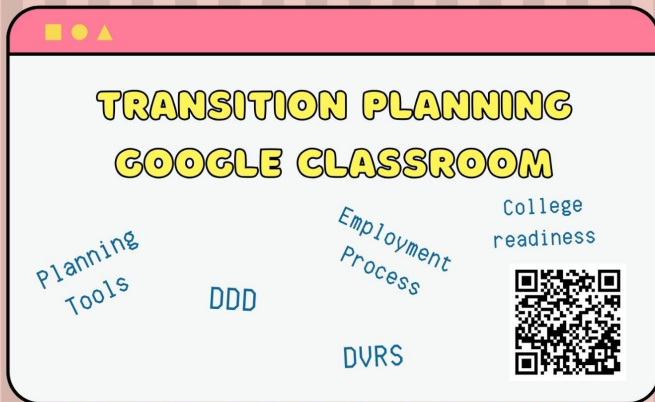 TRANSITION PLANNING
GOOGLE CLASSROOM
Planning
Tools
DDD
Employment
Process
DVRS
College
readiness